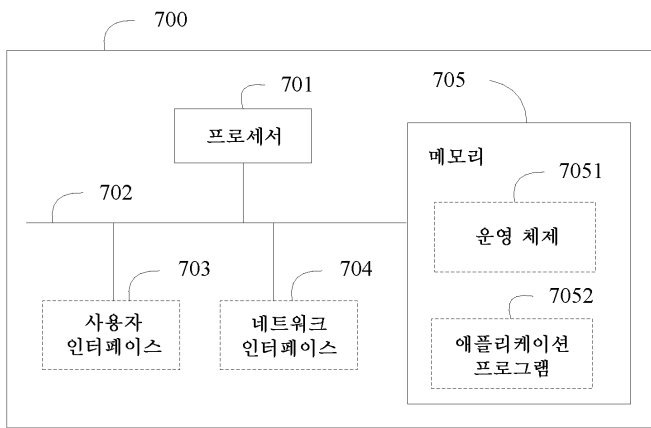 700
701
프로세서
705
메모리
7051
운영 체제
702
703
704
7052
사용자
인터페이스
네트워크
인터페이스
애플리케이션
프로그램